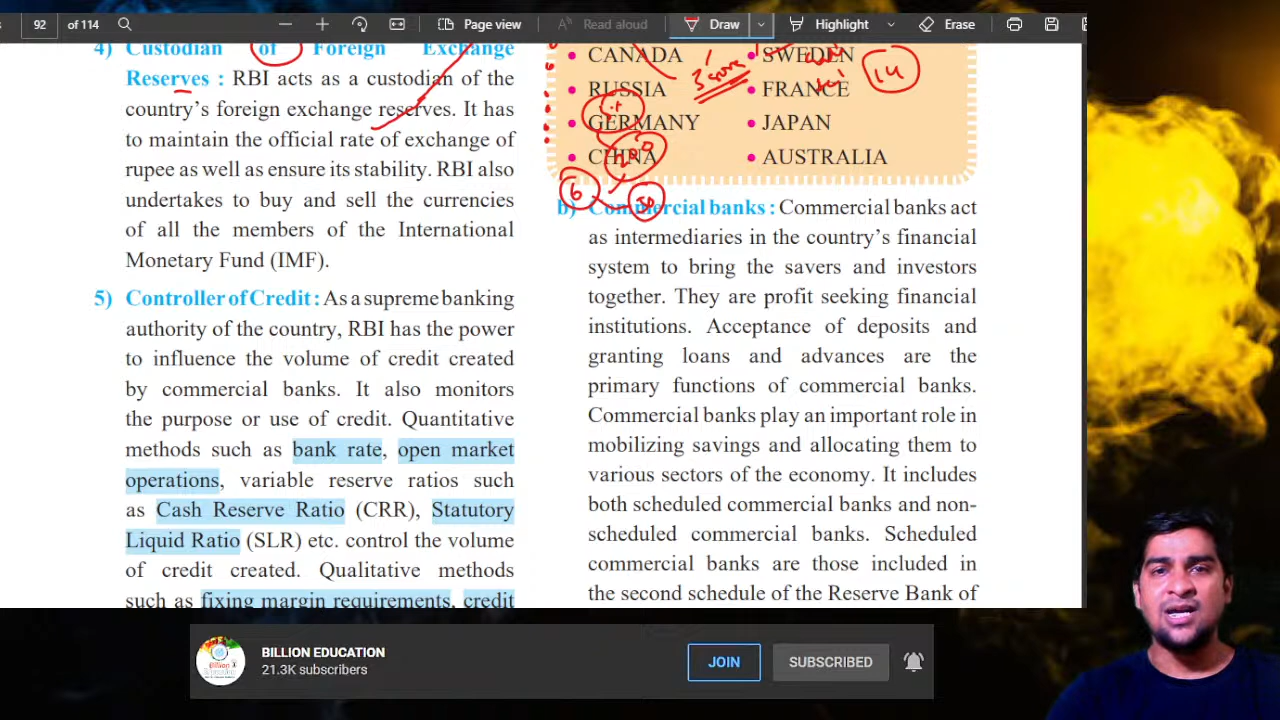 92 of 114 Page view Read aloud Draw Highlight Erase
4) Custodian of Foreign Exchange
Reserves : RBI acts as a custodian of the
country's foreign exchange reserves. It has
to maintain the official rate of exchange of
rupee as well as ensure its stability. RBI also
undertakes to buy and sell the currencies
of all the members of the International
Monetary Fund (IMF).
5) Controller of Credit : As a supreme banking
authority of the country, RBI has the power
to influence the volume of credit created
by commercial banks. It also monitors
the purpose or use of credit. Quantitative
methods such as bank rate, open market
operations, variable reserve ratios such
as Cash Reserve Ratio (CRR), Statutory
Liquid Ratio (SLR) etc. control the volume
of credit created. Qualitative methods
such as fixing margin requirements, credit
• CANADA • SWEDEN
• RUSSIA • FRANCE
• GERMANY • JAPAN
• CHINA • AUSTRALIA
14
6
50
b) Commercial banks : Commercial banks act
as intermediaries in the country's financial
system to bring the savers and investors
together. They are profit seeking financial
institutions. Acceptance of deposits and
granting loans and advances are the
primary functions of commercial banks.
Commercial banks play an important role in
mobilizing savings and allocating them to
various sectors of the economy. It includes
both scheduled commercial banks and non-
scheduled commercial banks. Scheduled
commercial banks are those included in
the second schedule of the Reserve Bank of
BILLION EDUCATION
21.3K subscribers
JOIN
SUBSCRIBED